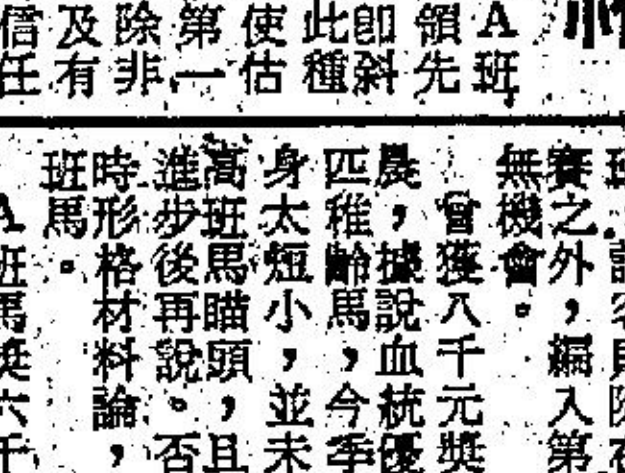 A班
領先
即斜
此種
使估
第一
除非
及有
信任
賽之外，編入第
無機會。
曾獲八千元獎
晨，據說血統優
匹稚齡馬，今季
身太短小，並未
高班馬瞄頭，且
進步後再說。否
時形格材料論，
班馬。
A班馬獎六千